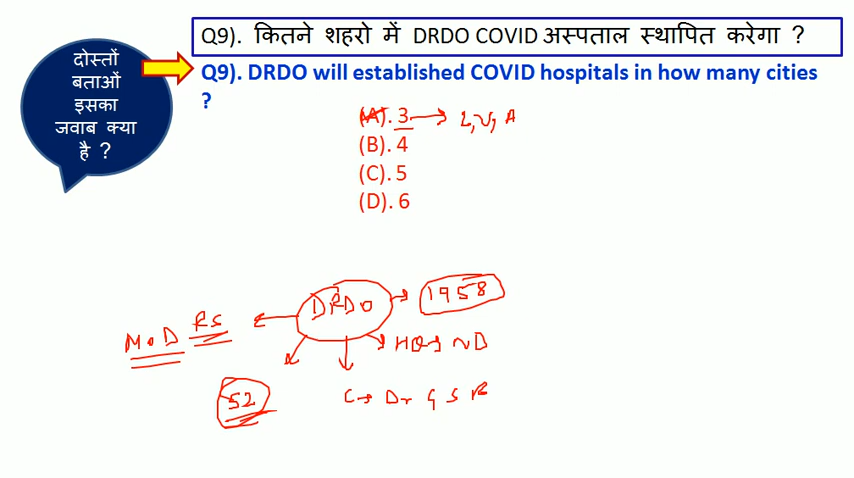 Q9). कितने शहरो में DRDO COVID अस्पताल स्थापित करेगा ?
दोस्तों
बताओं
इसका
जवाब क्या
है ?
Q9). DRDO will established COVID hospitals in how many cities
?
(A). 3 → L, V, A
(B). 4
(C). 5
(D). 6
DRDO → 1958
M.o.D RS
HQ → ND
52
C → Dr G S R